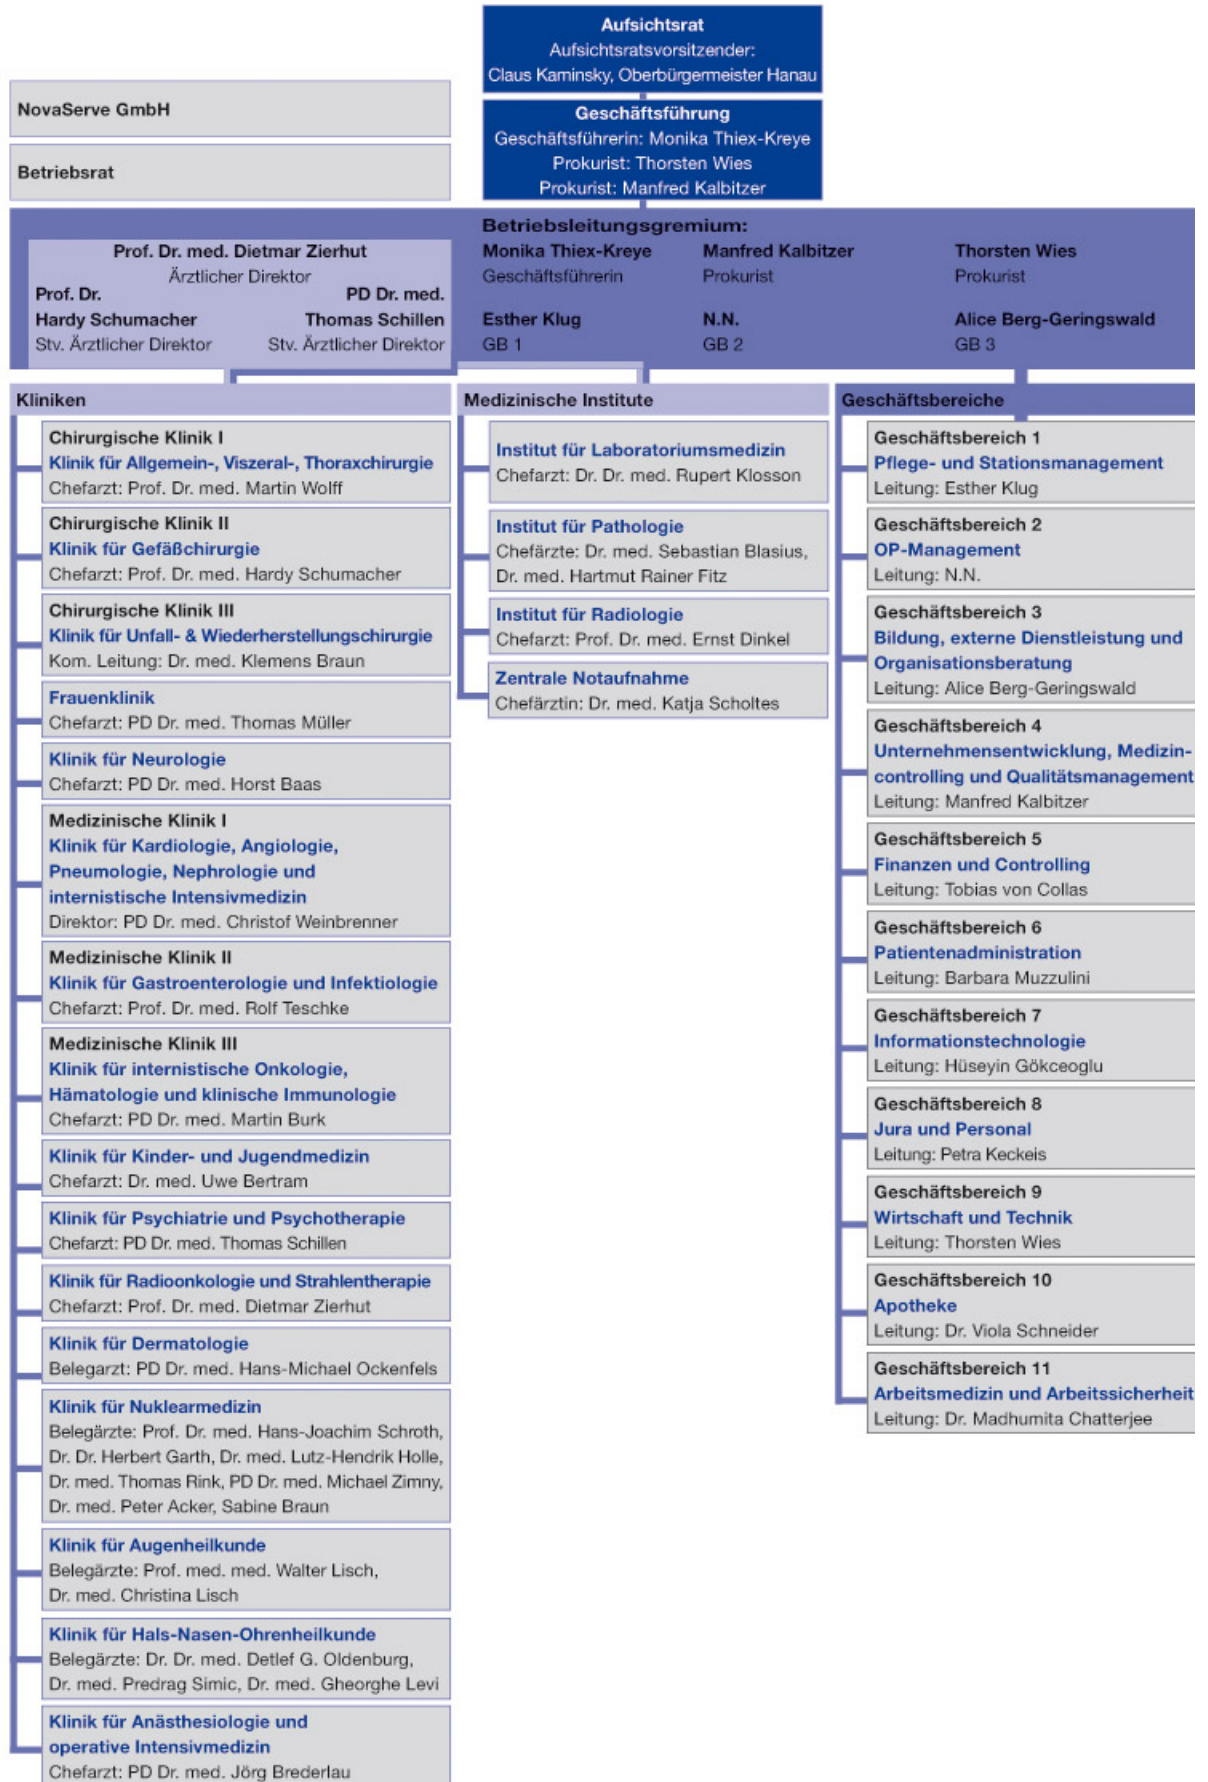 Aufsichtsrat
Aufsichtsratsvorsitzender:
Claus Kaminsky, Oberbürgermeister Hanau
NovaServe GmbH
Betriebsrat
Geschäftsführung
Geschäftsführerin: Monika Thiex-Kreye
Prokurist: Thorsten Wies
Prokurist: Manfred Kalbitzer
Betriebsleitungsgremium:
Prof. Dr. med. Dietmar Zierhut
Ärztlicher Direktor
Prof. Dr.
Hardy Schumacher
Stv. Ärztlicher Direktor
PD Dr. med.
Thomas Schillen
Stv. Ärztlicher Direktor
Monika Thiex-Kreye
Geschäftsführerin
Manfred Kalbitzer
Prokurist
Thorsten Wies
Prokurist
Esther Klug
GB 1
N.N.
GB 2
Alice Berg-Geringswald
GB 3
Kliniken
Chirurgische Klinik I
Klinik für Allgemein-, Viszeral-, Thoraxchirurgie
Chefarzt: Prof. Dr. med. Martin Wolff
Chirurgische Klinik II
Klinik für Gefäßchirurgie
Chefarzt: Prof. Dr. med. Hardy Schumacher
Chirurgische Klinik III
Klinik für Unfall- & Wiederherstellungschirurgie
Kom. Leitung: Dr. med. Klemens Braun
Frauenklinik
Chefarzt: PD Dr. med. Thomas Müller
Klinik für Neurologie
Chefarzt: PD Dr. med. Horst Baas
Medizinische Klinik I
Klinik für Kardiologie, Angiologie,
Pneumologie, Nephrologie und
internistische Intensivmedizin
Direktor: PD Dr. med. Christof Weinbrenner
Medizinische Klinik II
Klinik für Gastroenterologie und Infektiologie
Chefarzt: Prof. Dr. med. Rolf Teschke
Medizinische Klinik III
Klinik für internistische Onkologie,
Hämatologie und klinische Immunologie
Chefarzt: PD Dr. med. Martin Burk
Klinik für Kinder- und Jugendmedizin
Chefarzt: Dr. med. Uwe Bertram
Klinik für Psychiatrie und Psychotherapie
Chefarzt: PD Dr. med. Thomas Schillen
Klinik für Radioonkologie und Strahlentherapie
Chefarzt: Prof. Dr. med. Dietmar Zierhut
Klinik für Dermatologie
Belegarzt: PD Dr. med. Hans-Michael Ockenfels
Klinik für Nuklearmedizin
Belegärzte: Prof. Dr. med. Hans-Joachim Schroth,
Dr. Dr. Herbert Garth, Dr. med. Lutz-Hendrik Holle,
Dr. med. Thomas Rink, PD Dr. med. Michael Zimny,
Dr. med. Peter Acker, Sabine Braun
Klinik für Augenheilkunde
Belegärzte: Prof. med. med. Walter Lisch,
Dr. med. Christina Lisch
Klinik für Hals-Nasen-Ohrenheilkunde
Belegärzte: Dr. Dr. med. Detlef G. Oldenburg,
Dr. med. Predrag Simic, Dr. med. Gheorghe Levi
Klinik für Anästhesiologie und
operative Intensivmedizin
Chefarzt: PD Dr. med. Jörg Brederlau
Medizinische Institute
Institut für Laboratoriumsmedizin
Chefarzt: Dr. Dr. med. Rupert Klosson
Institut für Pathologie
Chefärzte: Dr. med. Sebastian Blasius,
Dr. med. Hartmut Rainer Fitz
Institut für Radiologie
Chefarzt: Prof. Dr. med. Ernst Dinkel
Zentrale Notaufnahme
Chefärztin: Dr. med. Katja Scholtes
Geschäftsbereiche
Geschäftsbereich 1
Pflege- und Stationsmanagement
Leitung: Esther Klug
Geschäftsbereich 2
OP-Management
Leitung: N.N.
Geschäftsbereich 3
Bildung, externe Dienstleistung und
Organisationsberatung
Leitung: Alice Berg-Geringswald
Geschäftsbereich 4
Unternehmensentwicklung, Medizin-
controlling und Qualitätsmanagement
Leitung: Manfred Kalbitzer
Geschäftsbereich 5
Finanzen und Controlling
Leitung: Tobias von Collas
Geschäftsbereich 6
Patientenadministration
Leitung: Barbara Muzzulini
Geschäftsbereich 7
Informationstechnologie
Leitung: Hüseyin Gökceoglu
Geschäftsbereich 8
Jura und Personal
Leitung: Petra Keckeis
Geschäftsbereich 9
Wirtschaft und Technik
Leitung: Thorsten Wies
Geschäftsbereich 10
Apotheke
Leitung: Dr. Viola Schneider
Geschäftsbereich 11
Arbeitsmedizin und Arbeitssicherheit
Leitung: Dr. Madhumita Chatterjee